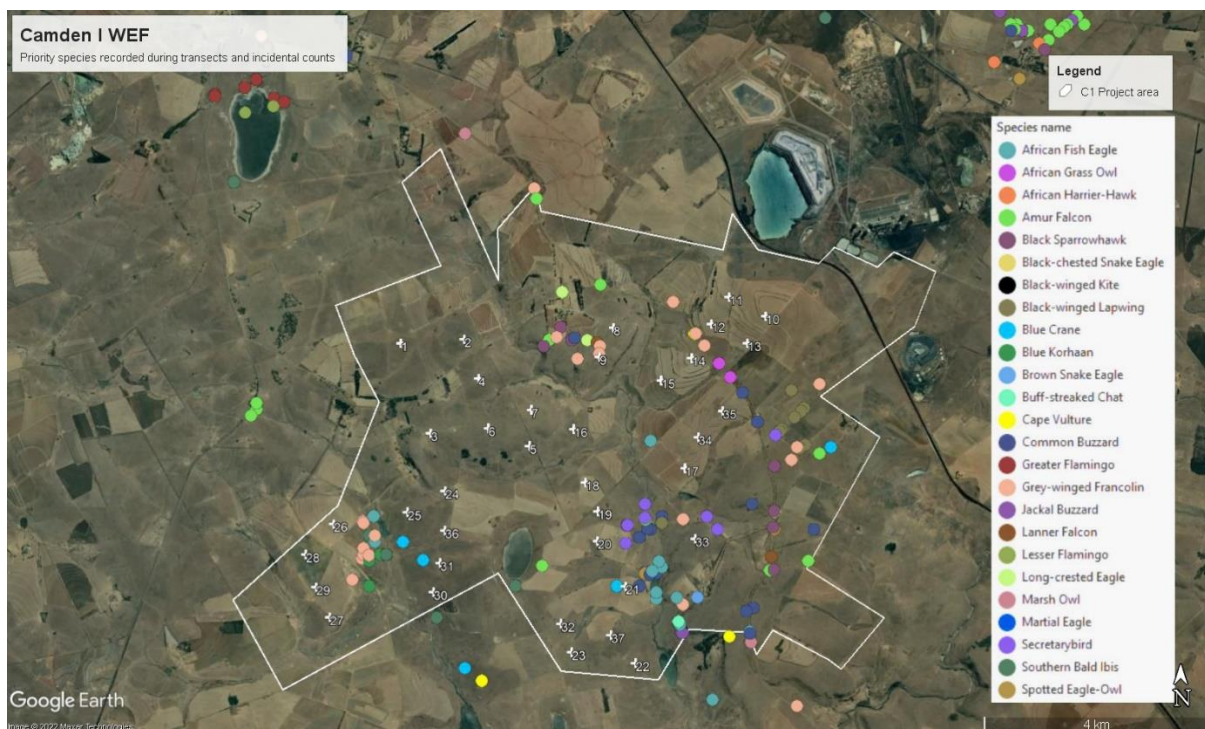 Camden I WEF
Priority species recorded during transects and incidental counts
Legend
C1 Project area
Species name
African Fish Eagle
African Grass Owl
African Harrier-Hawk
Amur Falcon
Black Sparrowhawk
Black-chested Snake Eagle
Black-winged Kite
Black-winged Lapwing
Blue Crane
Blue Korhaan
Brown Snake Eagle
Buff-streaked Chat
Cape Vulture
Common Buzzard
Greater Flamingo
Grey-winged Francolin
Jackal Buzzard
Lanner Falcon
Lesser Flamingo
Long-crested Eagle
Marsh Owl
Martial Eagle
Secretarybird
Southern Bald Ibis
Spotted Eagle-Owl
11
10
8
12
1
2
13
9
14
4
15
7
35
6
16
3
34
5
17
18
24
19
25
26
36
33
20
28
31
29
21
30
27
32
37
23
22
Google Earth
Image © 2022 Maxar Technologies
N
4 km